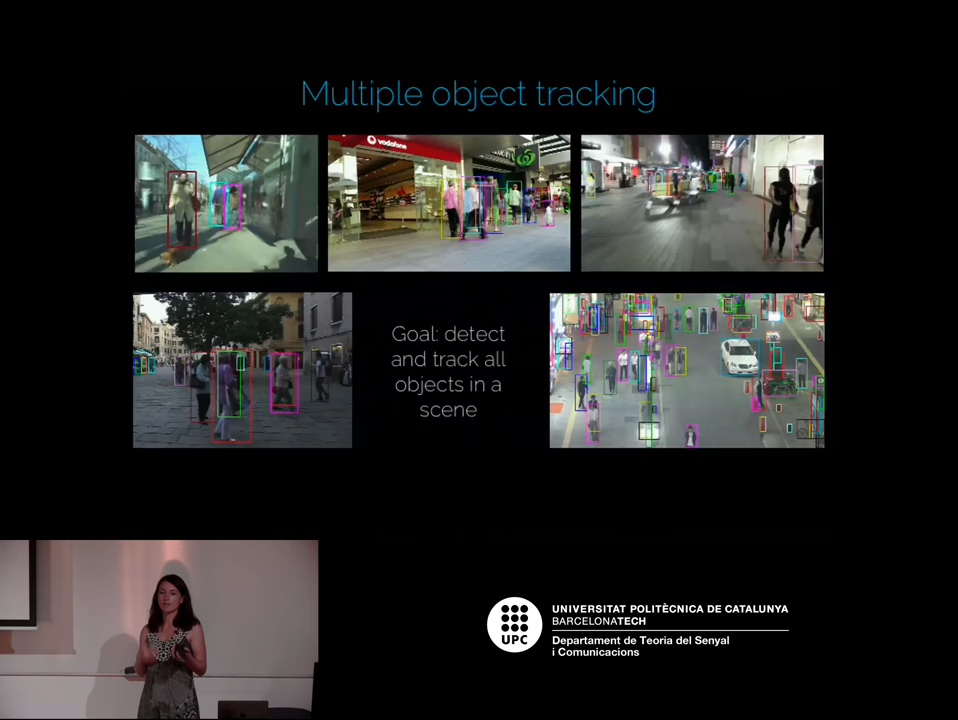 Multiple object tracking
vodafone
Goal: detect
and track all
objects in a
scene
UPC
UNIVERSITAT POLITÈCNICA DE CATALUNYA
BARCELONATECH
Departament de Teoria del Senyal
i Comunicacions